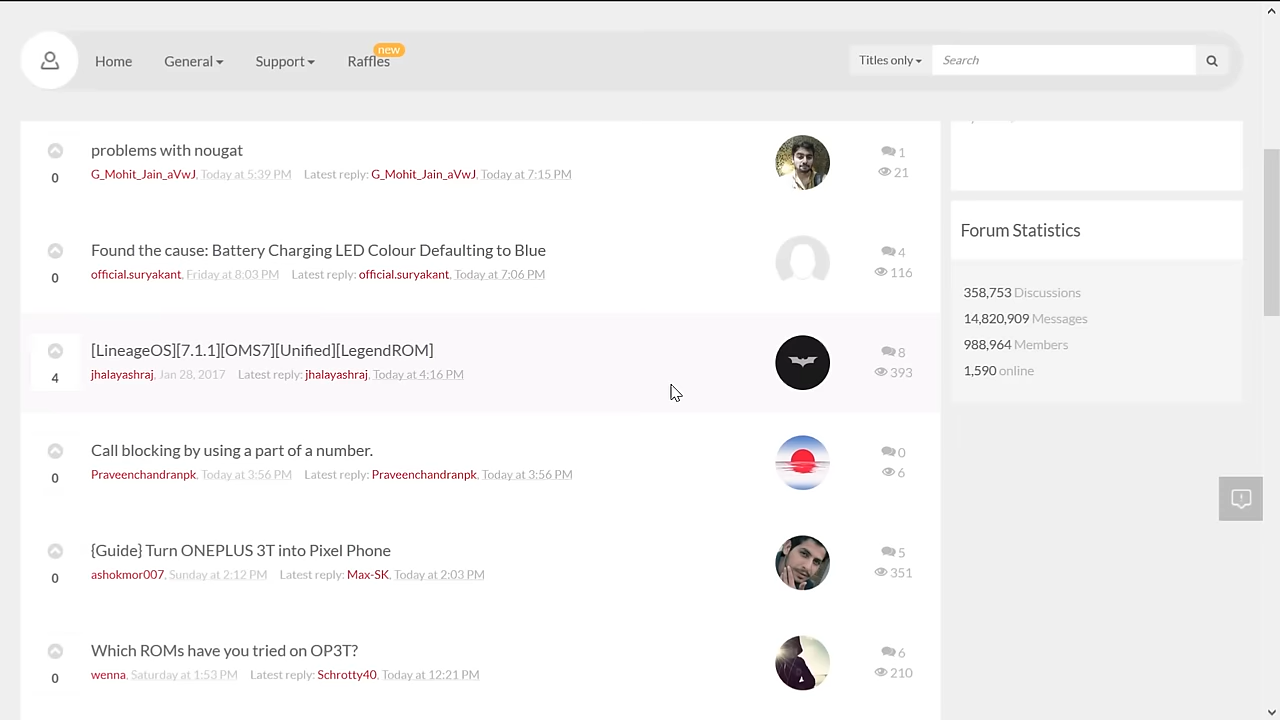 new
Home General Support Raffles Titles only Search
problems with nougat
G_Mohit_Jain_aVwJ, Today at 5:39 PM Latest reply: G_Mohit_Jain_aVwJ, Today at 7:15 PM
0
1
21
Found the cause: Battery Charging LED Colour Defaulting to Blue
official.suryakant, Friday at 8:03 PM Latest reply: official.suryakant, Today at 7:06 PM
0
4
116
[LineageOS][7.1.1][OMS7][Unified][LegendROM]
jhalayashraj, Jan 28, 2017 Latest reply: jhalayashraj, Today at 4:16 PM
4
8
393
Call blocking by using a part of a number.
Praveenchandranpk, Today at 3:56 PM Latest reply: Praveenchandranpk, Today at 3:56 PM
0
0
6
{Guide} Turn ONEPLUS 3T into Pixel Phone
ashokmor007, Sunday at 2:12 PM Latest reply: Max-SK, Today at 2:03 PM
0
5
351
Which ROMs have you tried on OP3T?
wenna, Saturday at 1:53 PM Latest reply: Schrotty40, Today at 12:21 PM
0
6
210
Forum Statistics
358,753 Discussions
14,820,909 Messages
988,964 Members
1,590 online